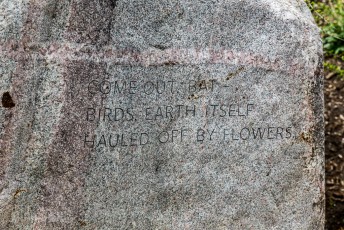 COME OUT, BAT –
BIRDS, EARTH ITSELF
HAULED OFF BY FLOWERS.